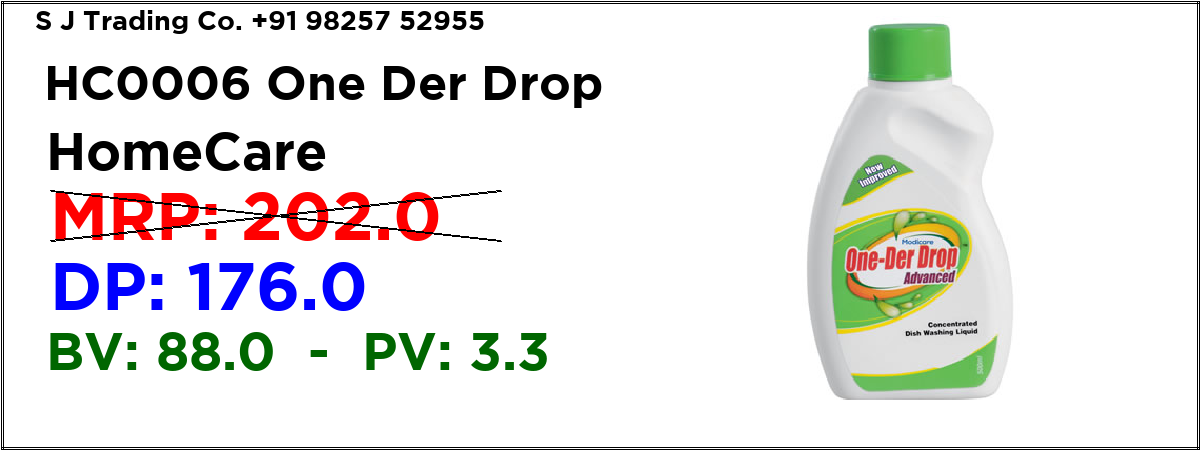 S J Trading Co. +91 98257 52955
HC0006 One Der Drop
HomeCare
MRP: 202.0
DP: 176.0
BV: 88.0 - PV: 3.3
New
Improved
Modicare
One-Der Drop
Advanced
Concentrated
Dish Washing Liquid
500ml